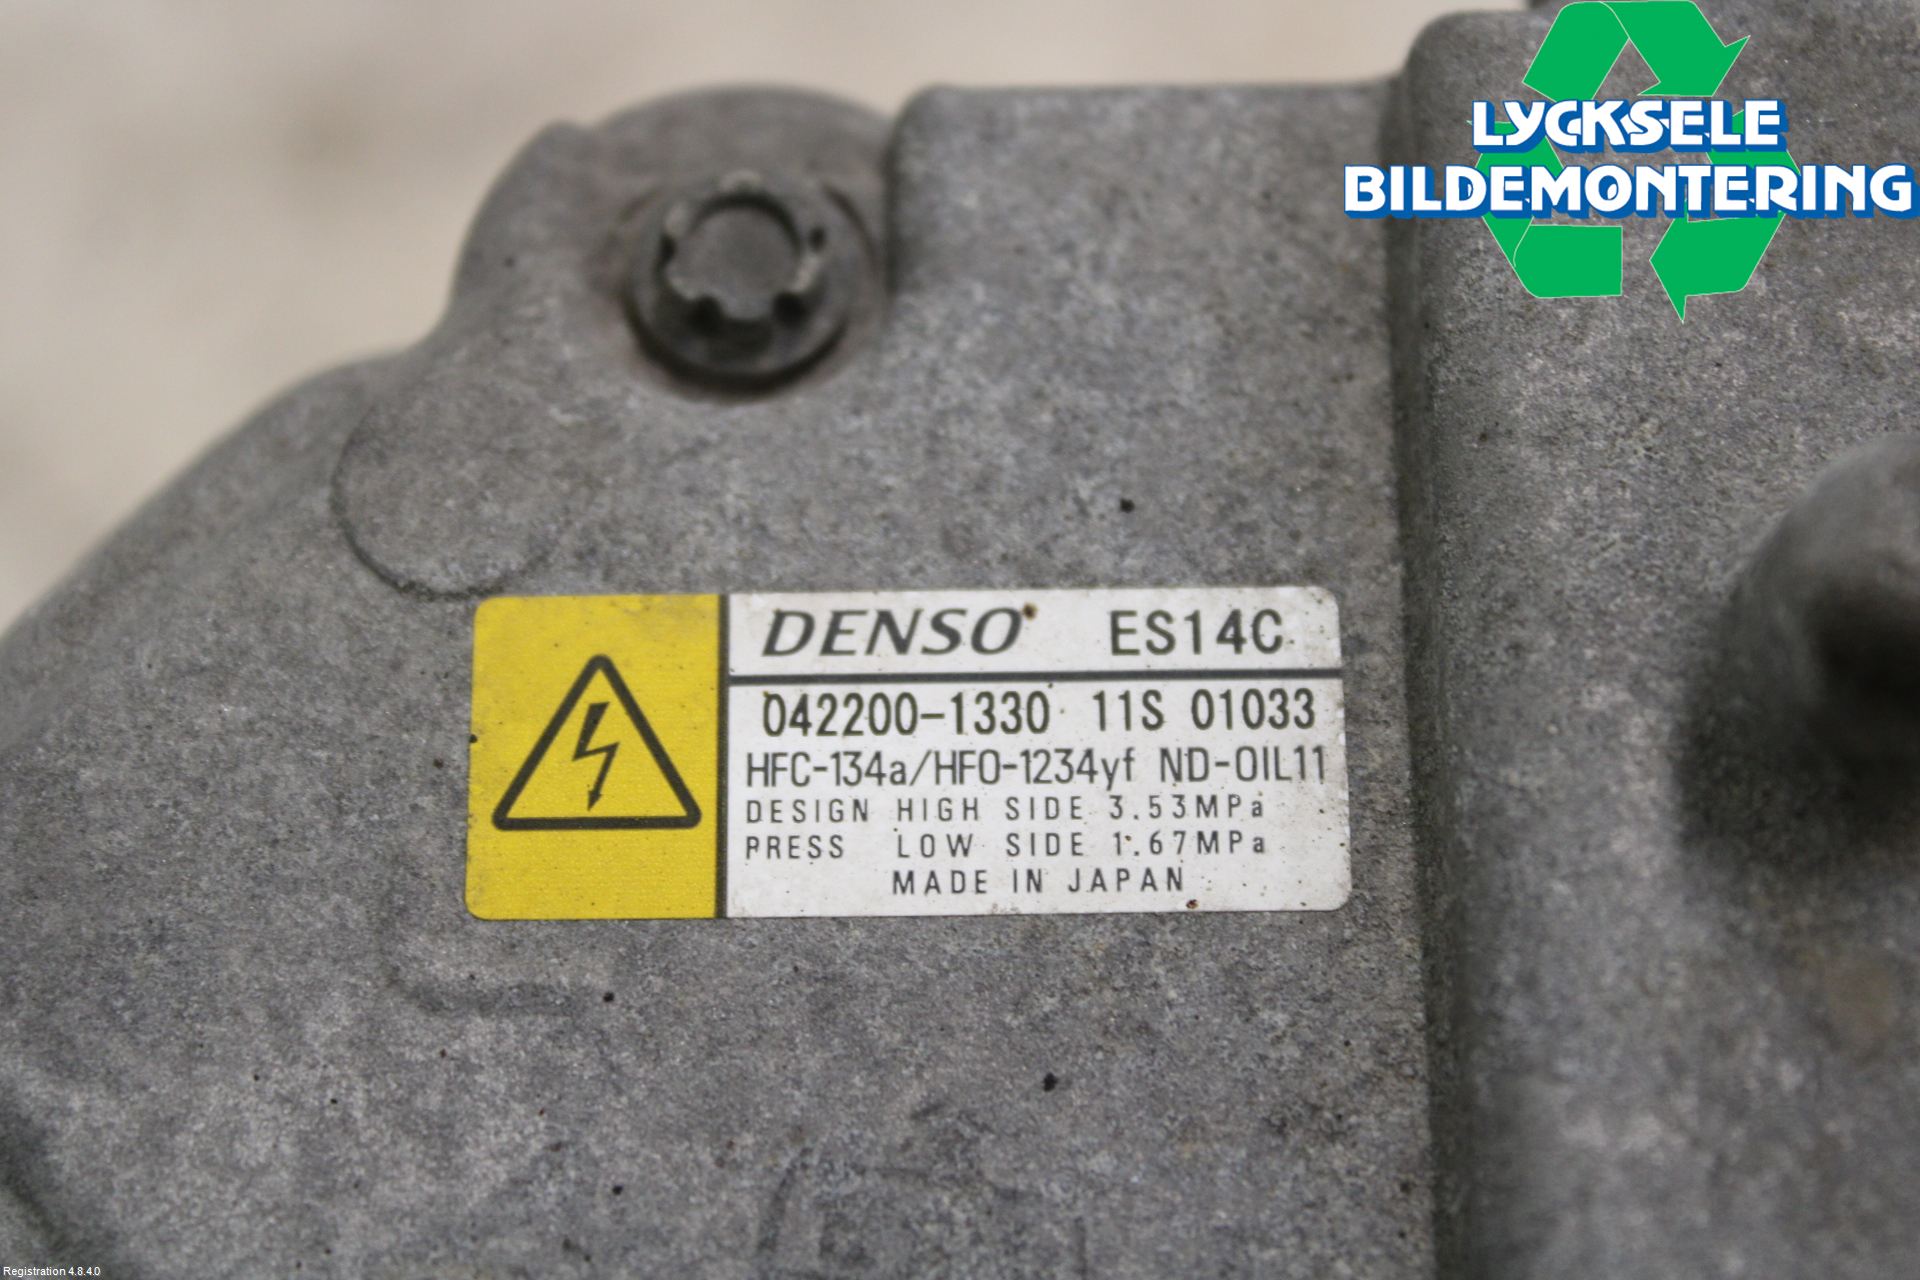 LYCKSELE
BILDEMONTERING
DENSO ES14C
042200-1330 11S 01033
HFC-134a/HFO-1234yf ND-OIL11
DESIGN HIGH SIDE 3.53MPa
PRESS LOW SIDE 1.67MPa
MADE IN JAPAN
Registration 4.8.4.0